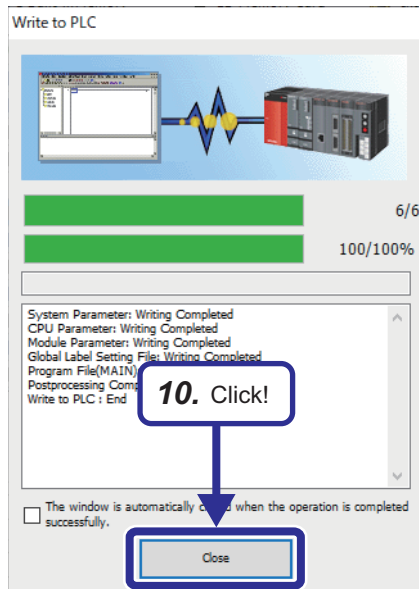 Write to PLC
6/6
100/100%
System Parameter: Writing Completed
CPU Parameter: Writing Completed
Module Parameter: Writing Completed
Global Label Setting File: Writing Completed
Program File(MAIN)
Postprocessing
Write to PLC : End
10. Click!
The window is automatically when the operation is completed
successfully.
Close